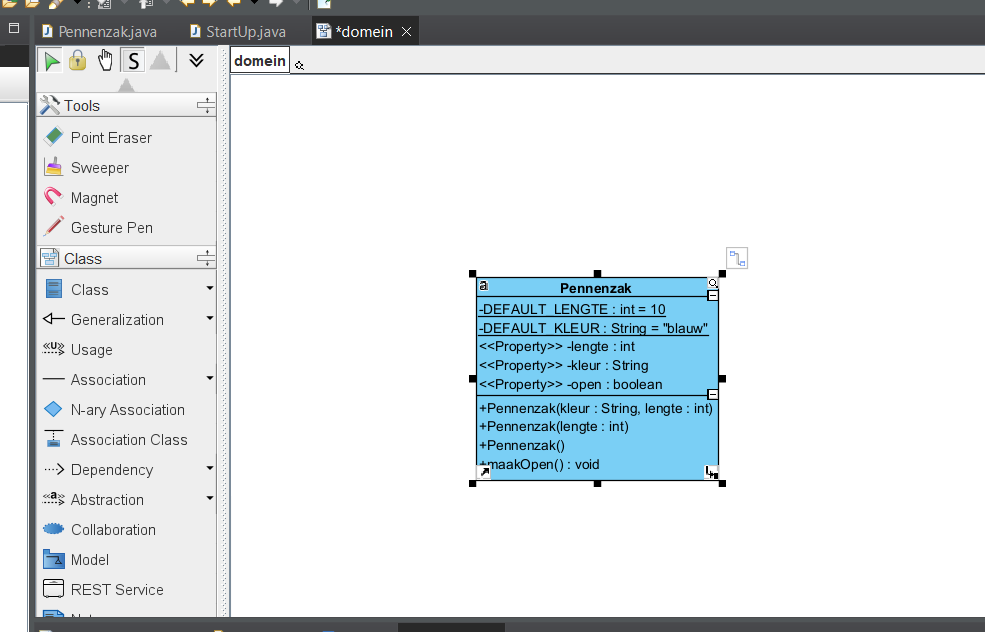 Pennenzak.java
StartUp.java
*domein
S
domein
Tools
Point Eraser
Sweeper
Magnet
Gesture Pen
Class
Class
Generalization
<<U>> Usage
Association
N-ary Association
Association Class
Dependency
<<a>> Abstraction
Collaboration
Model
REST Service
a
Pennenzak
-DEFAULT_LENGTE : int = 10
-DEFAULT_KLEUR : String = "blauw"
<<Property>> -lengte : int
<<Property>> -kleur : String
<<Property>> -open : boolean
+Pennenzak(kleur : String, lengte : int)
+Pennenzak(lengte : int)
+Pennenzak()
+maakOpen() : void